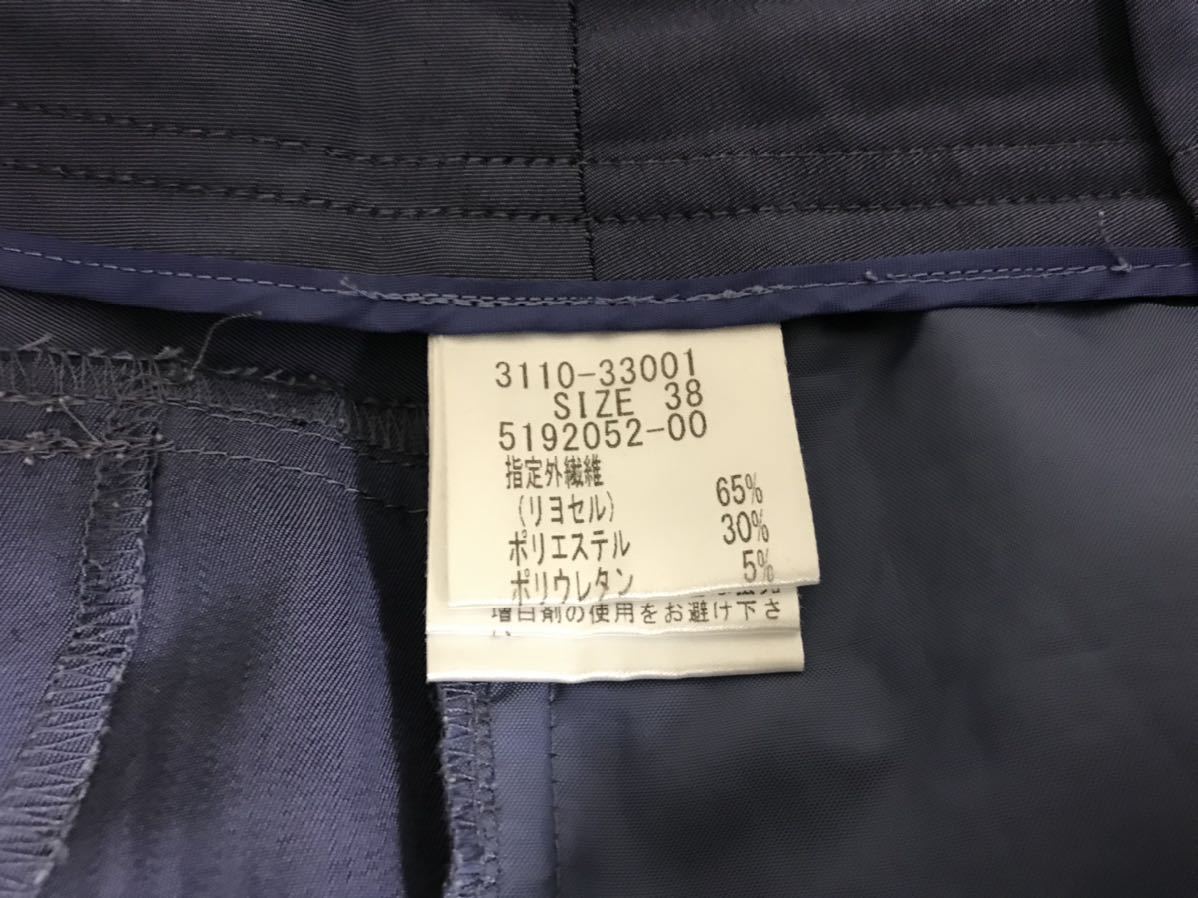 3110-33001
SIZE 38
5192052-00
指定外繊維
(リヨセル) 65%
ポリエステル 30%
ポリウレタン 5%
増白剤の使用をお避け下さ